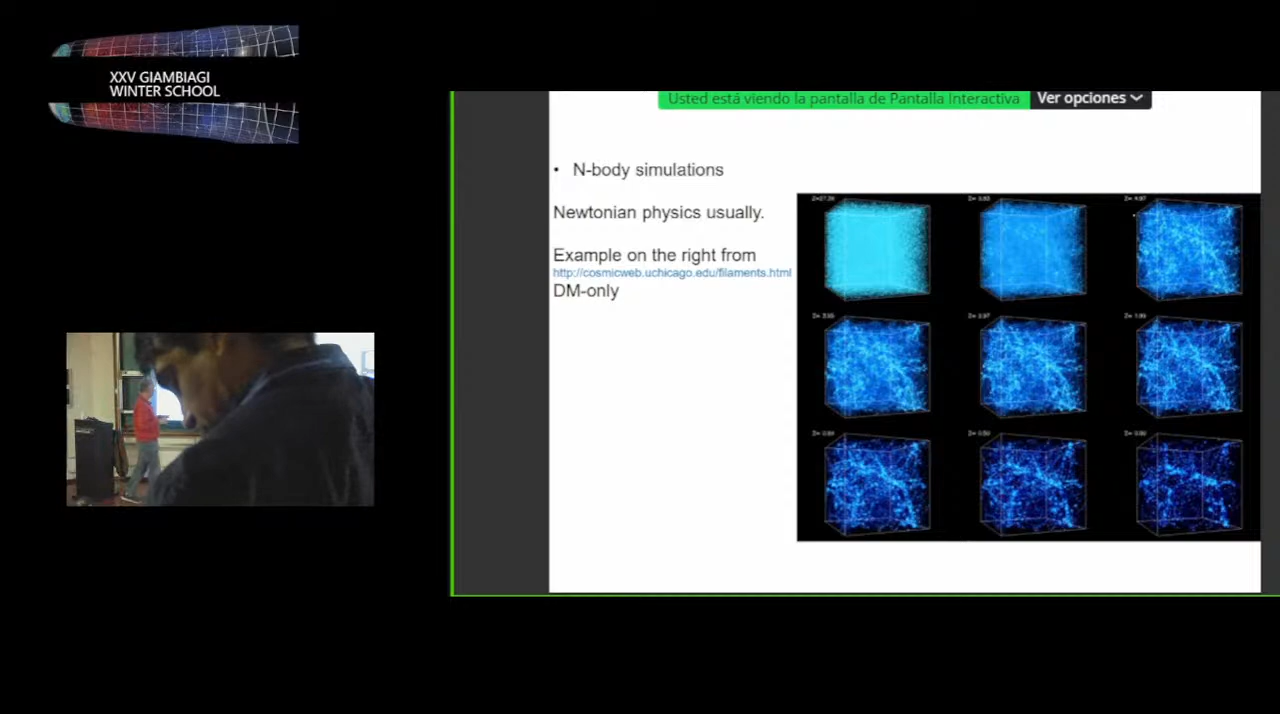 XXV GIAMBIAGI
WINTER SCHOOL
Usted está viendo la pantalla de Pantalla Interactiva
Ver opciones
• N-body simulations
Newtonian physics usually.
Example on the right from
http://cosmicweb.uchicago.edu/filaments.html
DM-only